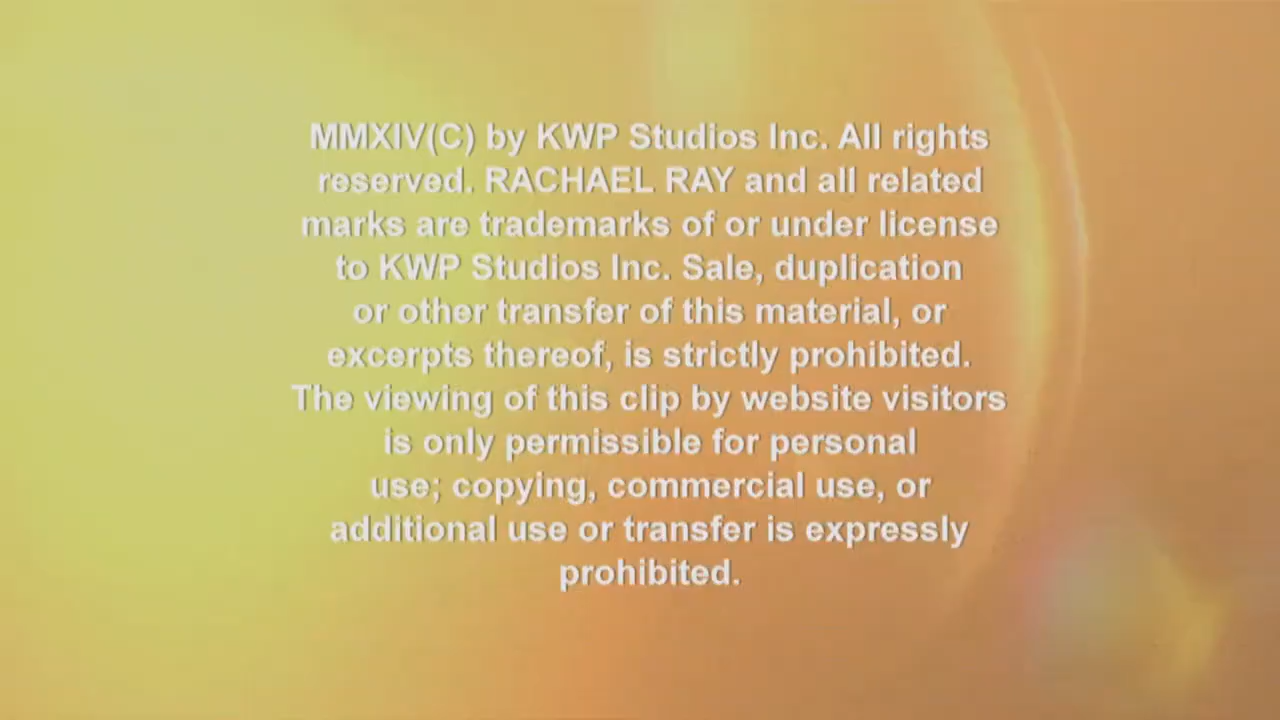 MMXIV(C) by KWP Studios Inc. All rights
reserved. RACHAEL RAY and all related
marks are trademarks of or under license
to KWP Studios Inc. Sale, duplication
or other transfer of this material, or
excerpts thereof, is strictly prohibited.
The viewing of this clip by website visitors
is only permissible for personal
use; copying, commercial use, or
additional use or transfer is expressly
prohibited.